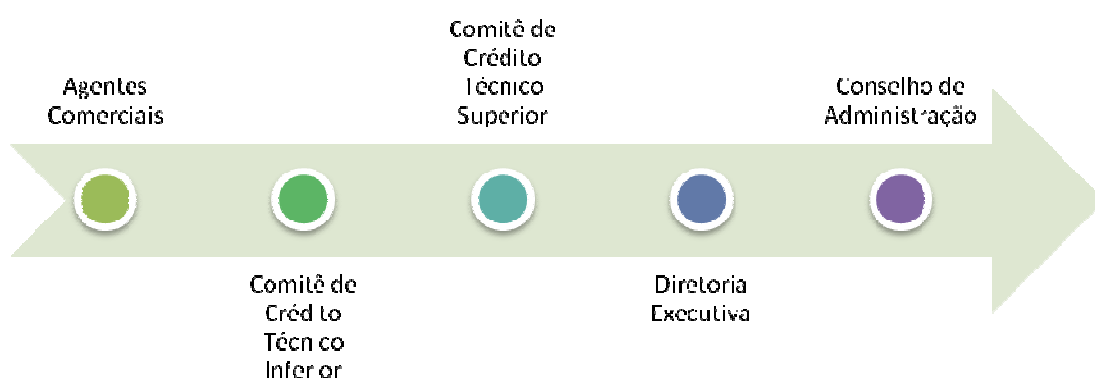 Agentes
Comerciais
Comitê de
Crédito
Técnico
Inferior
Comitê de
Crédito
Técnico
Superior
Diretoria
Executiva
Conselho de
Administração